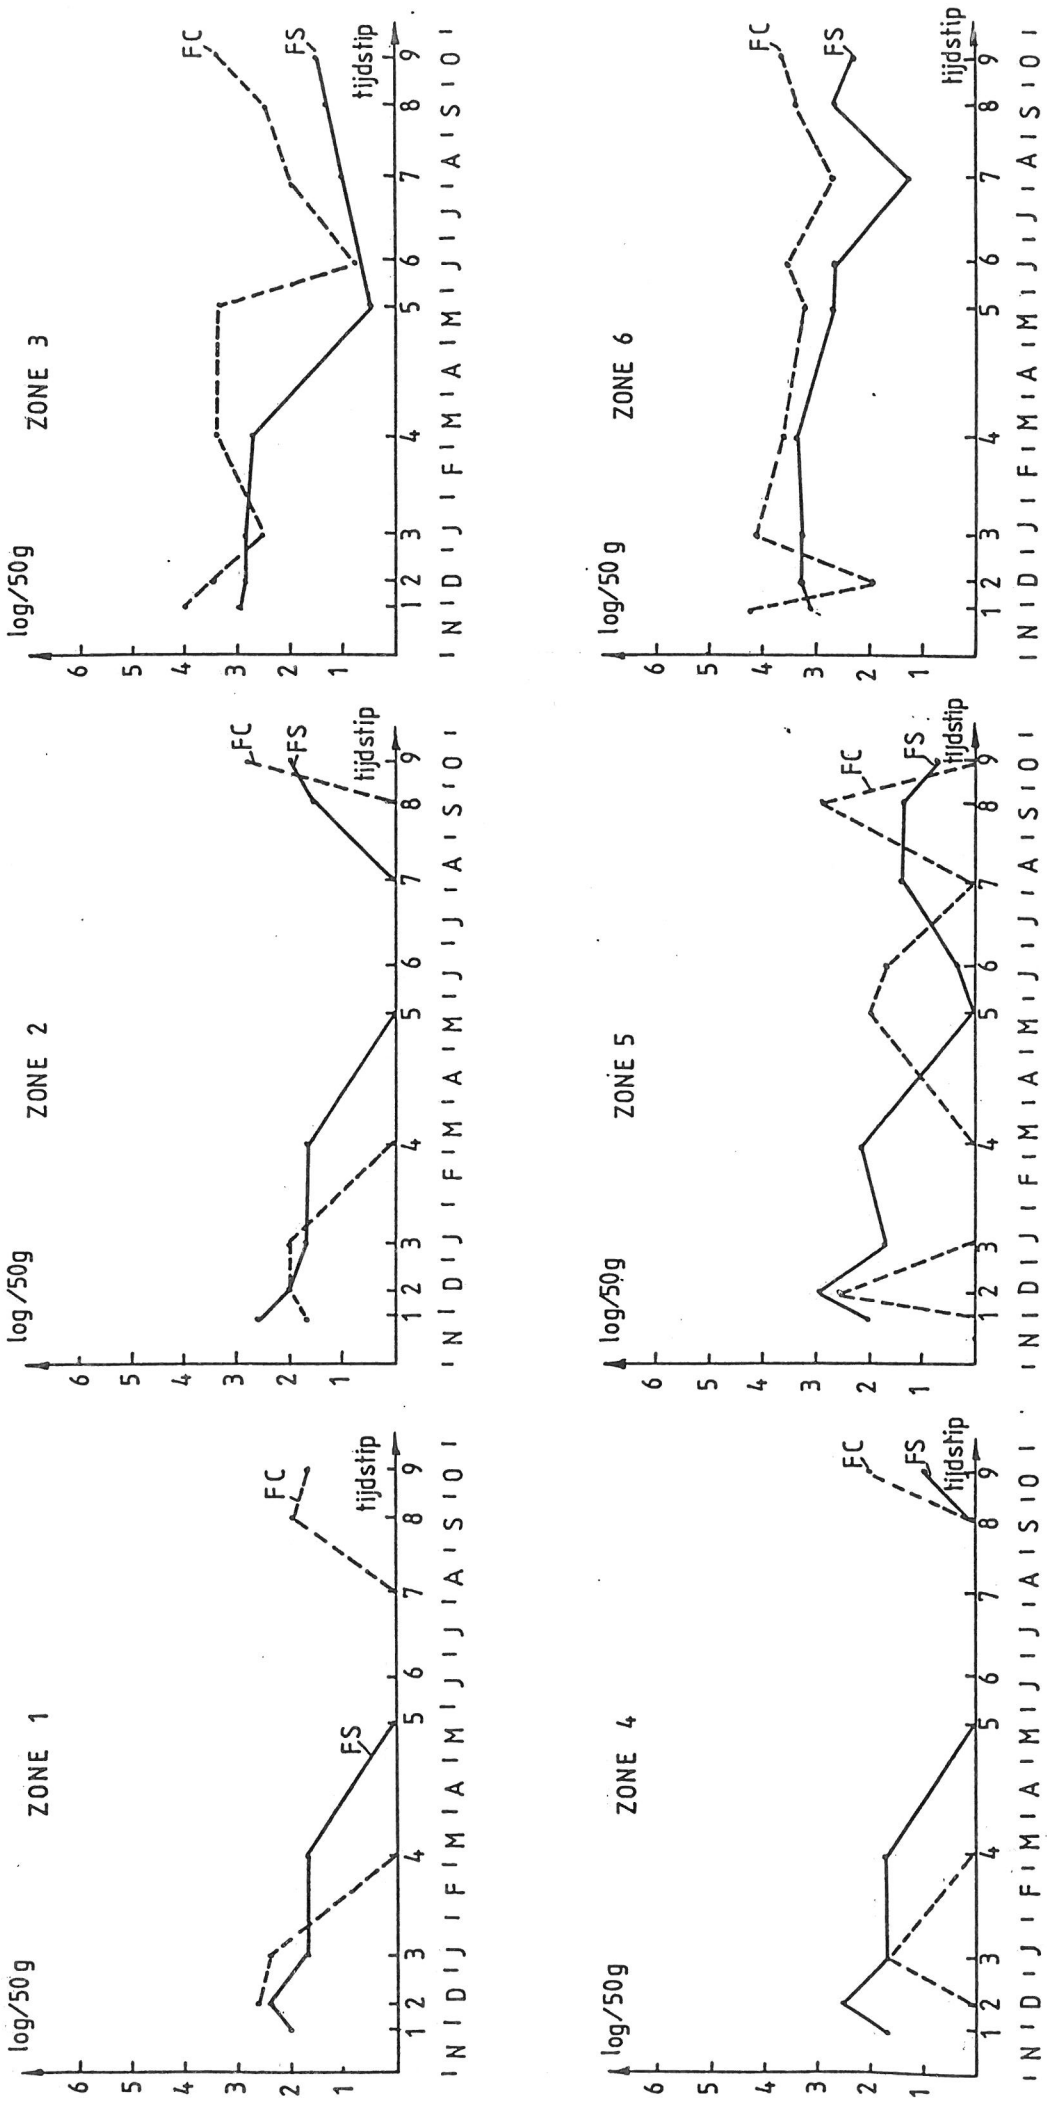 ZONE 1
log/50g
6
5
4
3
2
1
FC
FS
tijdstip
1 2 3 4 5 6 7 8 9
I N I D I J I F I M I A I M I J I J I A I S I O I
ZONE 2
log/50g
6
5
4
3
2
1
FC
FS
tijdstip
1 2 3 4 5 6 7 8 9
I N I D I J I F I M I A I M I J I J I A I S I O I
ZONE 3
log/50g
6
5
4
3
2
1
FC
FS
tijdstip
1 2 3 4 5 6 7 8 9
I N I D I J I F I M I A I M I J I J I A I S I O I
ZONE 4
log/50g
6
5
4
3
2
1
FC
FS
tijdstip
1 2 3 4 5 6 7 8 9
I N I D I J I F I M I A I M I J I J I A I S I O I
ZONE 5
log/50g
6
5
4
3
2
1
FC
FS
tijdstip
1 2 3 4 5 6 7 8 9
I N I D I J I F I M I A I M I J I J I A I S I O I
ZONE 6
log/50g
6
5
4
3
2
1
FC
FS
tijdstip
1 2 3 4 5 6 7 8 9
I N I D I J I F I M I A I M I J I J I A I S I O I